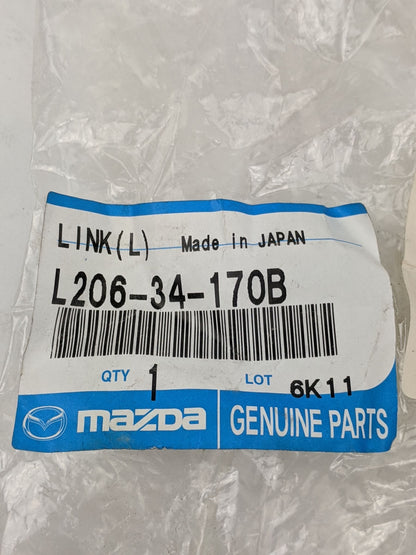 LINK(L) Made in JAPAN
L206-34-170B
QTY 1 LOT 6K11
mazda GENUINE PARTS